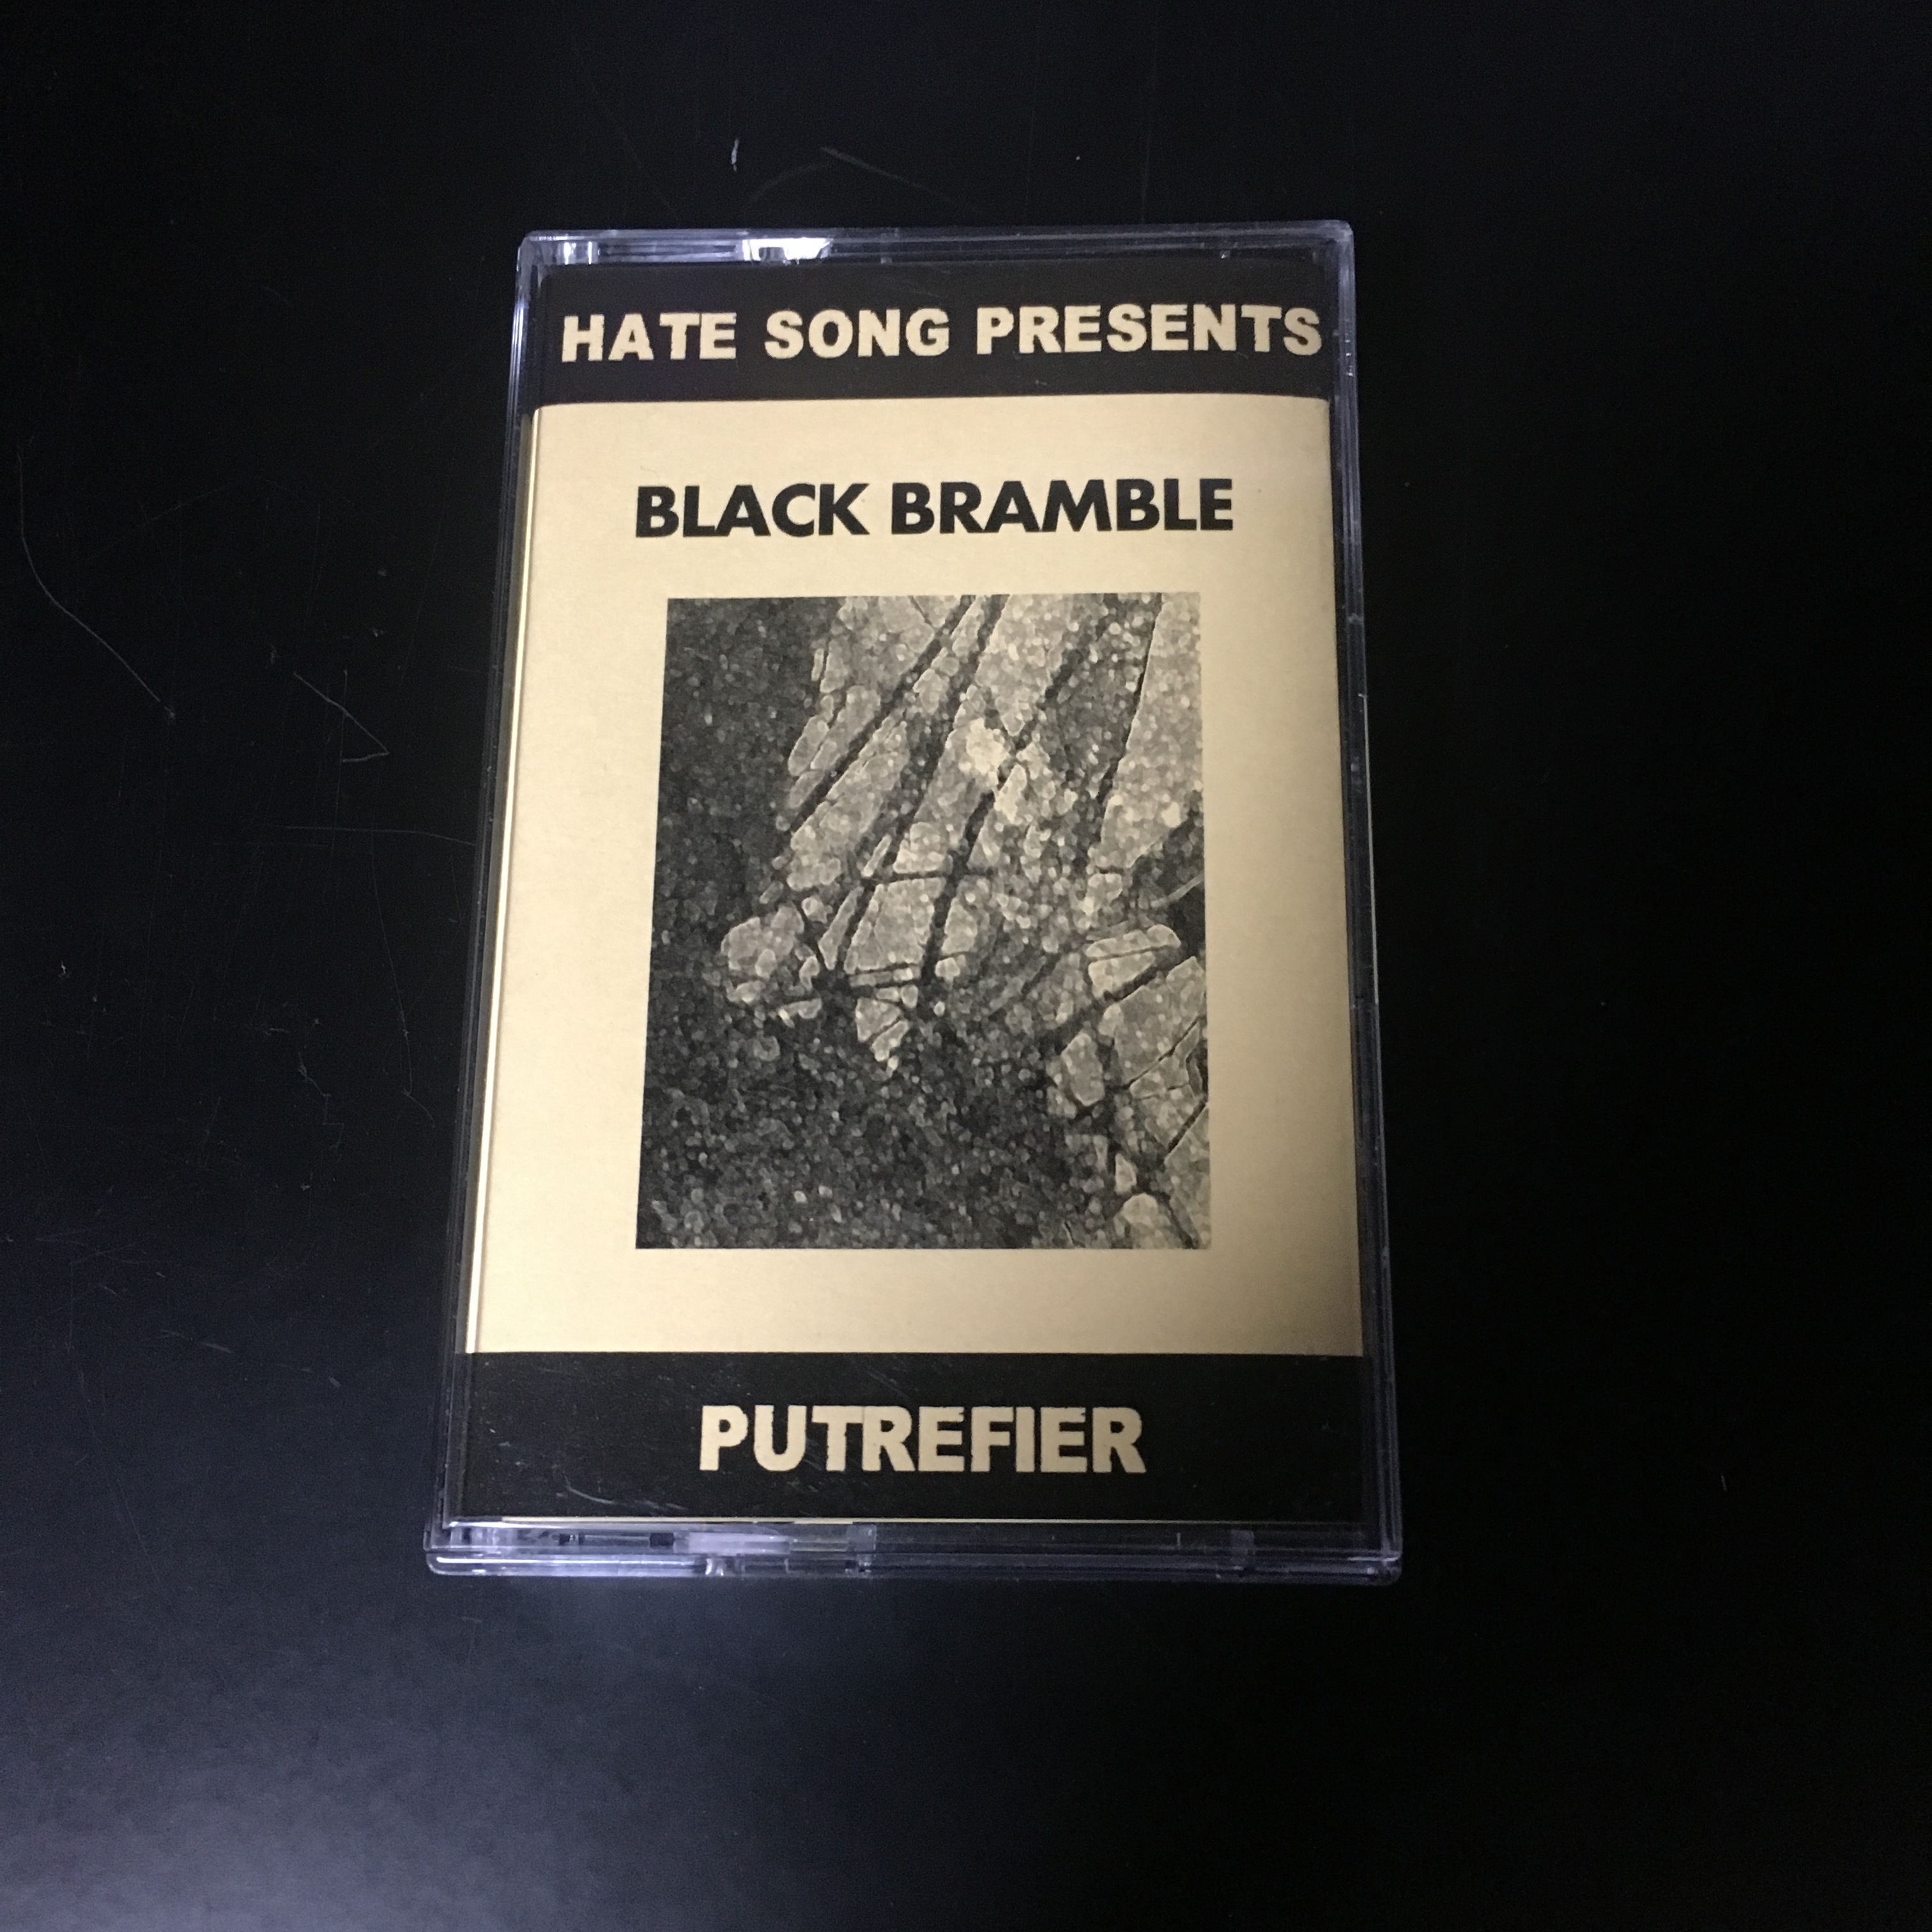 HATE SONG PRESENTS
BLACK BRAMBLE
PUTREFIER